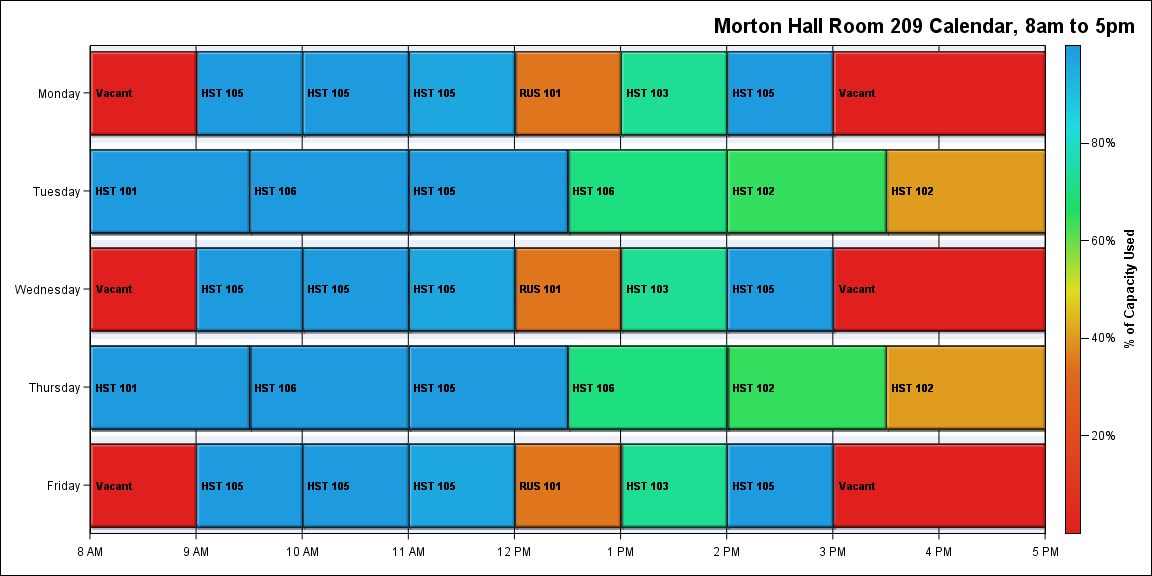 Morton Hall Room 209 Calendar, 8am to 5pm
Monday
Vacant
HST 105
HST 105
HST 105
RUS 101
HST 103
HST 105
Vacant
Tuesday
HST 101
HST 106
HST 105
HST 106
HST 102
HST 102
Wednesday
Vacant
HST 105
HST 105
HST 105
RUS 101
HST 103
HST 105
Vacant
Thursday
HST 101
HST 106
HST 105
HST 106
HST 102
HST 102
Friday
Vacant
HST 105
HST 105
HST 105
RUS 101
HST 103
HST 105
Vacant
8 AM
9 AM
10 AM
11 AM
12 PM
1 PM
2 PM
3 PM
4 PM
5 PM
80%
60%
40%
20%
% of Capacity Used